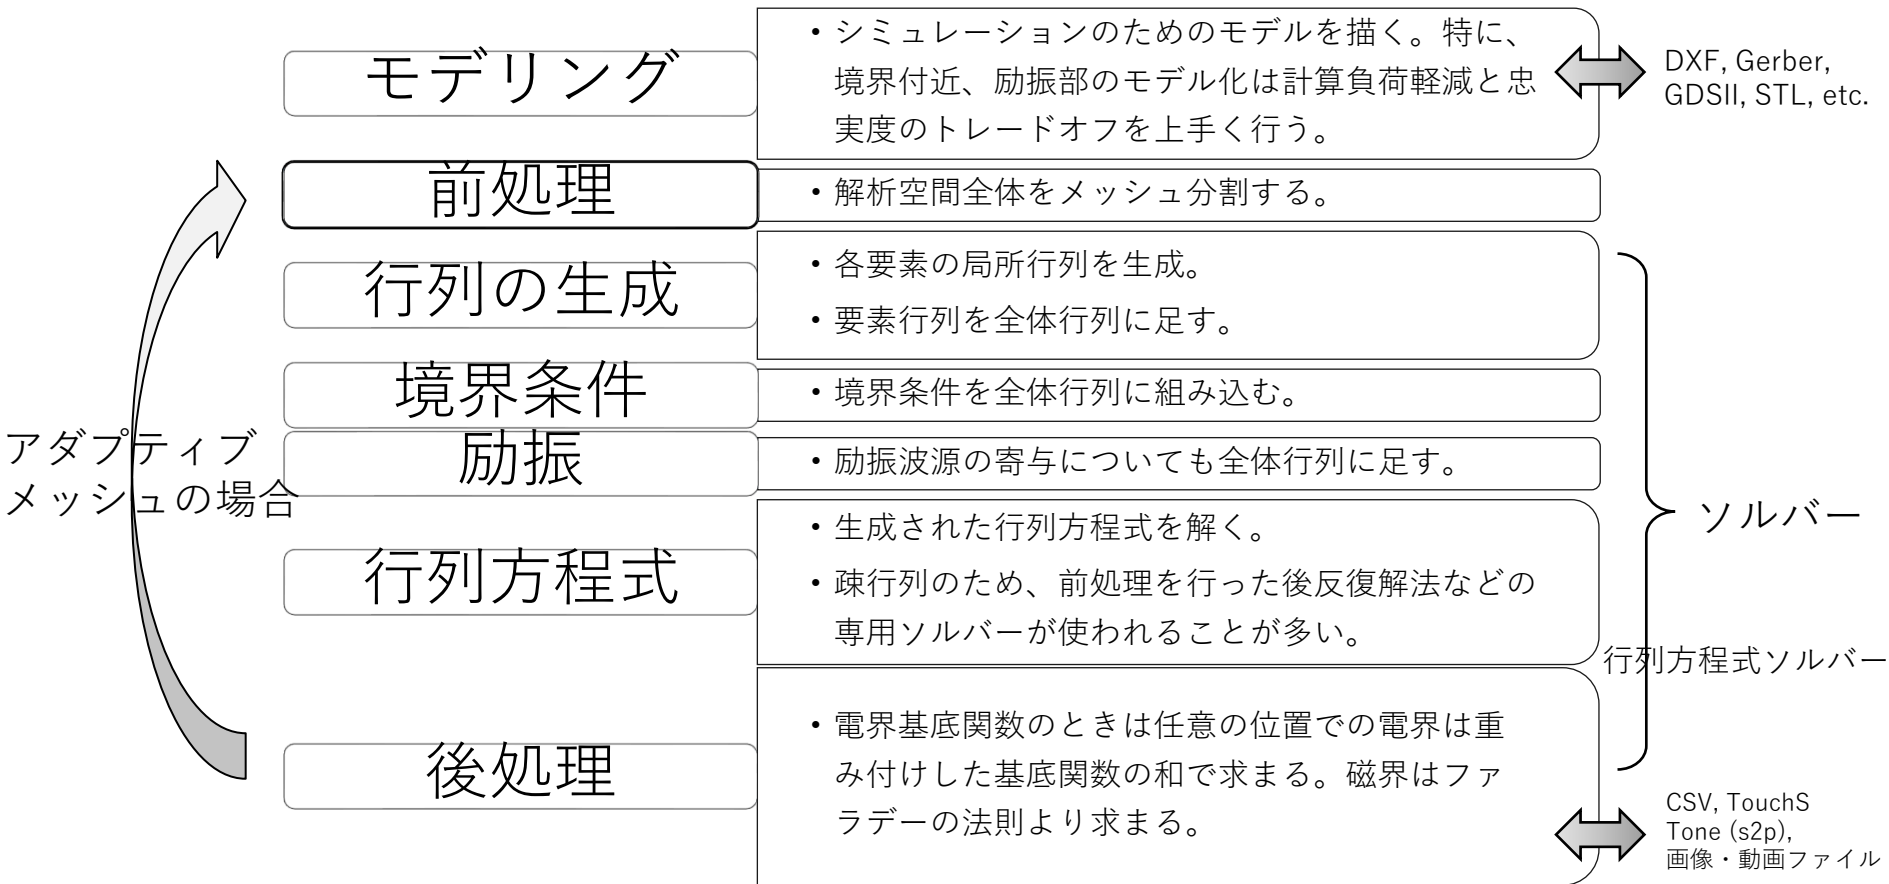 モデリング
・シミュレーションのためのモデルを描く。特に、
境界付近、励振部のモデル化は計算負荷軽減と忠
実度のトレードオフを上手く行う。
DXF, Gerber,
GDSII, STL, etc.
前処理
・解析空間全体をメッシュ分割する。
行列の生成
・各要素の局所行列を生成。
・要素行列を全体行列に足す。
境界条件
・境界条件を全体行列に組み込む。
アダプティブ
メッシュの場合
励振
・励振波源の寄与についても全体行列に足す。
行列方程式
・生成された行列方程式を解く。
・疎行列のため、前処理を行った後反復解法などの
専用ソルバーが使われることが多い。
ソルバー
行列方程式ソルバー
後処理
・電界基底関数のときは任意の位置での電界は重
み付けした基底関数の和で求まる。磁界はファ
ラデーの法則より求まる。
CSV, TouchS
Tone (s2p),
画像・動画ファイル